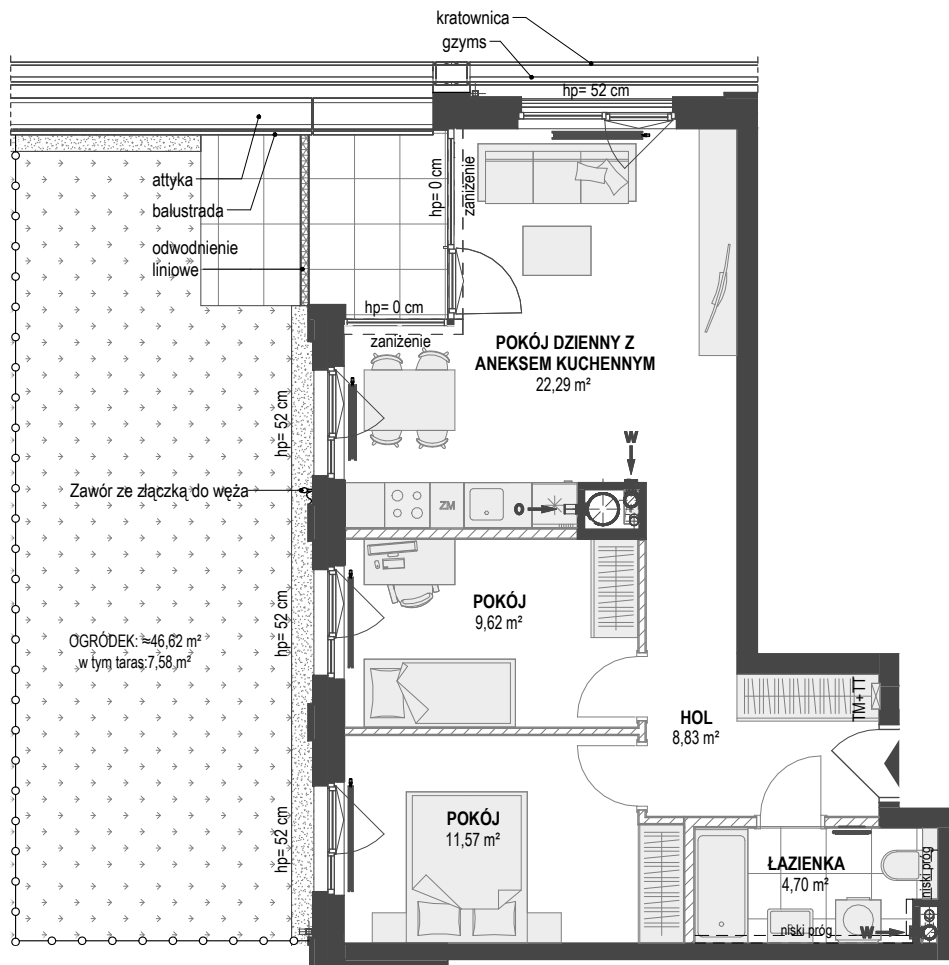 kratownica
gzyms
hp= 52 cm
attyka
balustrada
odwodnienie
liniowe
hp= 0 cm
zaniżenie
hp= 0 cm
zaniżenie
POKÓJ DZIENNY Z
ANEKSEM KUCHENNYM
22,29 m²
hp= 52 cm
W
Zawór ze złączką do węża
ZM
O
POKÓJ
9,62 m²
hp= 52 cm
OGRÓDEK: ≈46,62 m²
w tym taras:7,58 m²
TM+TT
HOL
8,83 m²
POKÓJ
11,57 m²
hp= 52 cm
ŁAZIENKA
4,70 m²
niski próg
niski próg
W